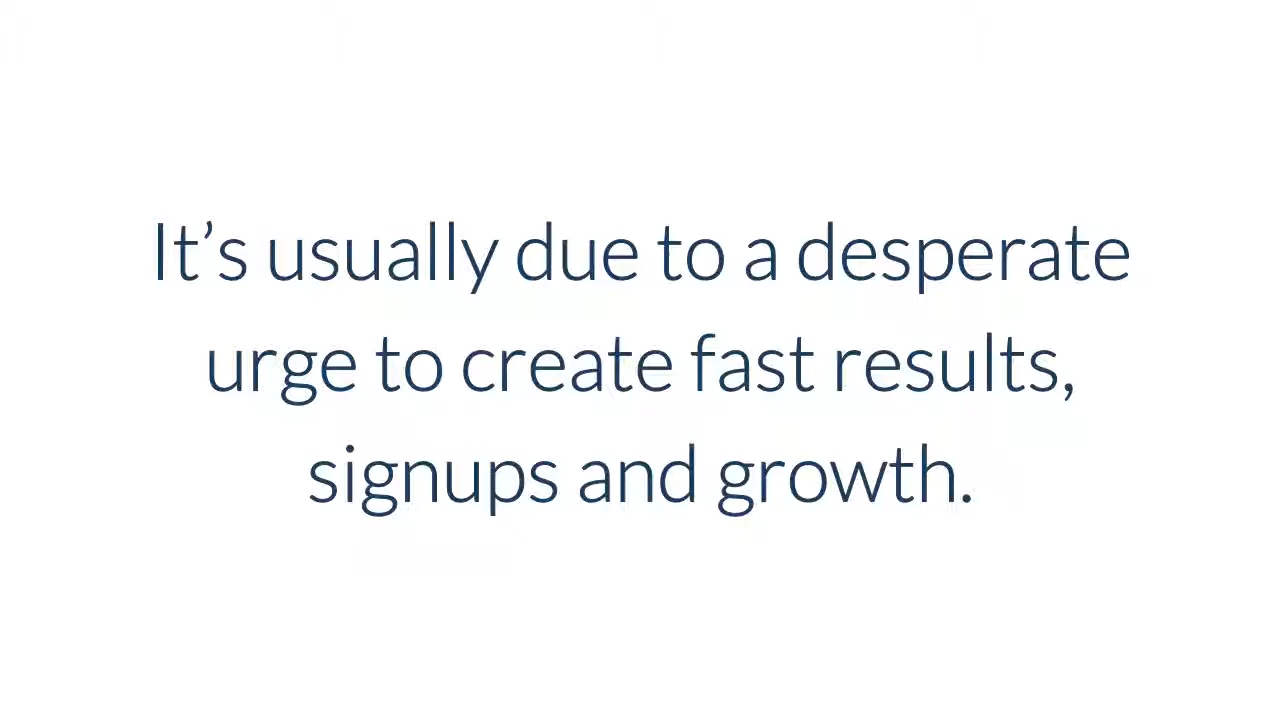 It’s usually due to a desperate
urge to create fast results,
signups and growth.